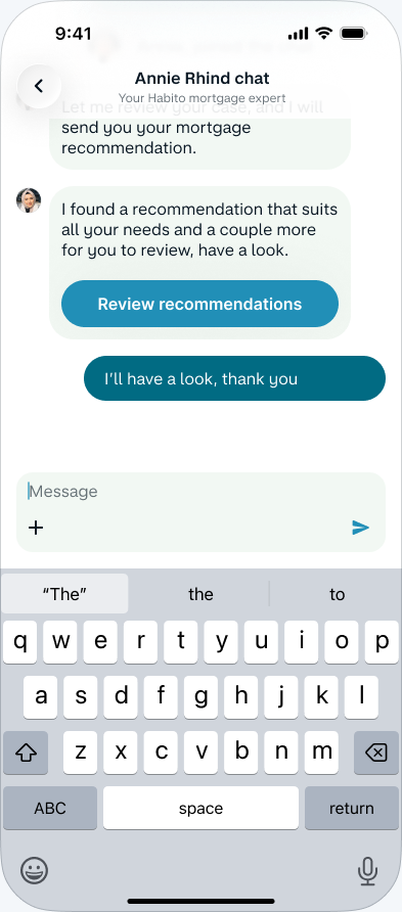 9:41
Annie Rhind chat
Your Habito mortgage expert
Let me review your case, and I will
send you your mortgage
recommendation.
I found a recommendation that suits
all your needs and a couple more
for you to review, have a look.
Review recommendations
I'll have a look, thank you
Message
“The” the to
q w e r t y u i o p
a s d f g h j k l
z x c v b n m
ABC space return